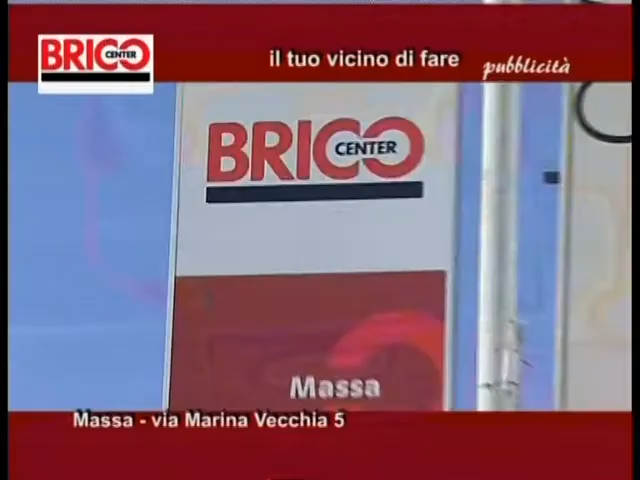 BRICO
CENTER
il tuo vicino di fare
pubblicità
BRICO
CENTER
Massa
Massa - via Marina Vecchia 5